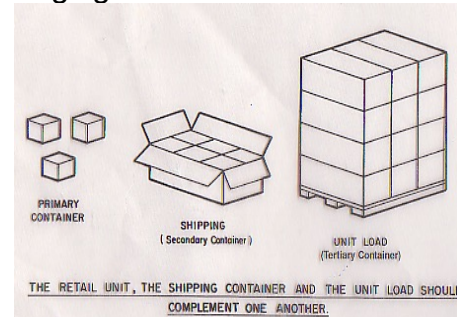 PRIMARY
CONTAINER
SHIPPING
( Secondary Container )
UNIT LOAD
(Tertiary Container)
THE RETAIL UNIT, THE SHIPPING CONTAINER AND THE UNIT LOAD SHOUL
COMPLEMENT ONE ANOTHER.